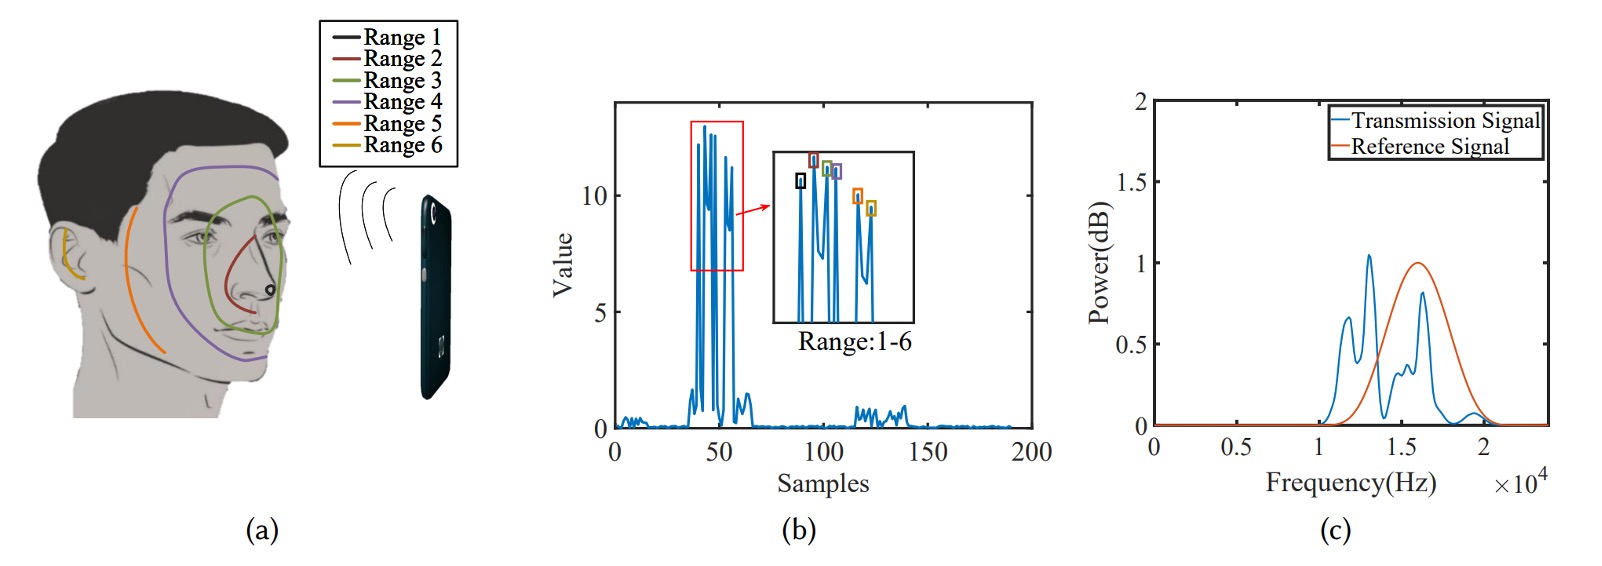 Range 1
Range 2
Range 3
Range 4
Range 5
Range 6
(a)
Value
10
5
0
0
50
100
150
200
Samples
Range:1-6
(b)
Power(dB)
2
1.5
1
0.5
0
Transmission Signal
Reference Signal
0
0.5
1
1.5
2
Frequency(Hz)
×10⁴
(c)